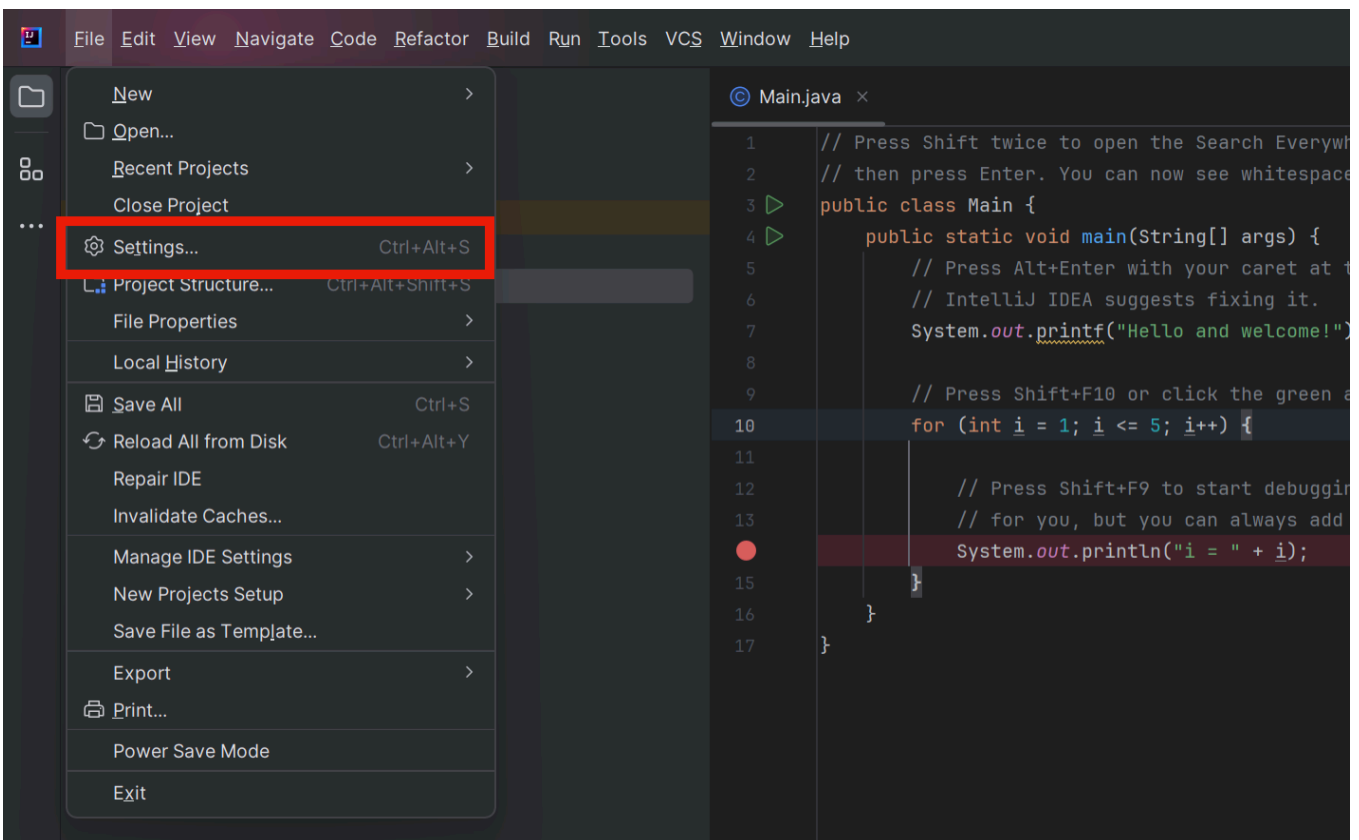 File Edit View Navigate Code Refactor Build Run Tools VCS Window Help
New
Open...
Recent Projects
Close Project
Settings... Ctrl+Alt+S
Project Structure... Ctrl+Alt+Shift+S
File Properties
Local History
Save All Ctrl+S
Reload All from Disk Ctrl+Alt+Y
Repair IDE
Invalidate Caches...
Manage IDE Settings
New Projects Setup
Save File as Template...
Export
Print...
Power Save Mode
Exit
Main.java
1 // Press Shift twice to open the Search
2 // then press Enter. You can now see whitespace
3 public class Main {
4 public static void main(String[] args) {
5 // Press Alt+Enter with your caret at
6 // IntelliJ IDEA suggests fixing it.
7 System.out.printf("Hello and welcome!")
8
9 // Press Shift+F10 or click the green
10 for (int i = 1; i <= 5; i++) {
11
12 // Press Shift+F9 to start
13 // for you, but you can always add
System.out.println("i = " + i);
15 }
16 }
17 }